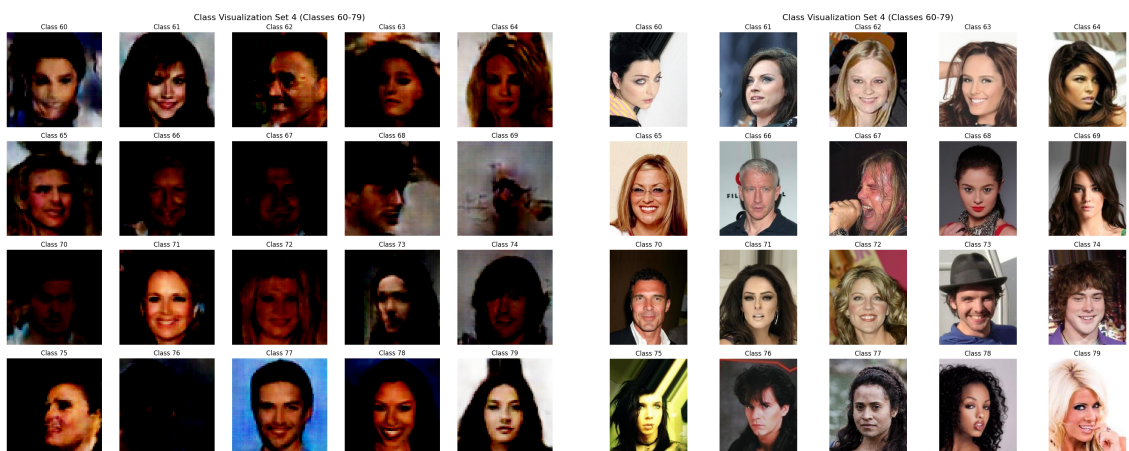 Class Visualization Set 4 (Classes 60-79)
Class 60 Class 61 Class 62 Class 63 Class 64
Class 65 Class 66 Class 67 Class 68 Class 69
Class 70 Class 71 Class 72 Class 73 Class 74
Class 75 Class 76 Class 77 Class 78 Class 79
Class Visualization Set 4 (Classes 60-79)
Class 60 Class 61 Class 62 Class 63 Class 64
Class 65 Class 66 Class 67 Class 68 Class 69
Class 70 Class 71 Class 72 Class 73 Class 74
Class 75 Class 76 Class 77 Class 78 Class 79